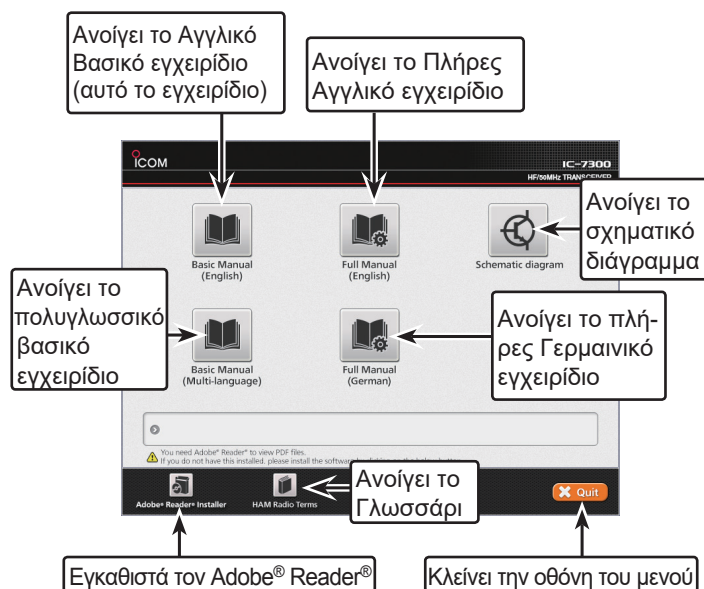 Ανοίγει το Αγγλικό
Βασικό εγχειρίδιο
(αυτό το εγχειρίδιο)
Ανοίγει το Πλήρες
Αγγλικό εγχειρίδιο
ICOM
IC-7300
HF/50MHz TRANSCEIVER
Basic Manual
(English)
Full Manual
(English)
Schematic diagram
Ανοίγει το
σχηματικό
διάγραμμα
Ανοίγει το
πολυγλωσσικό
βασικό
εγχειρίδιο
Basic Manual
(Multi-language)
Full Manual
(German)
Ανοίγει το πλή-
ρες Γερμαινικό
εγχειρίδιο
You need Adobe® Reader® to view PDF files.
If you do not have this installed, please install the software
Adobe® Reader® Installer
HAM Radio Terms
Ανοίγει το
Γλωσσάρι
Quit
Εγκαθιστά τον Adobe® Reader®
Κλείνει την οθόνη του μενού